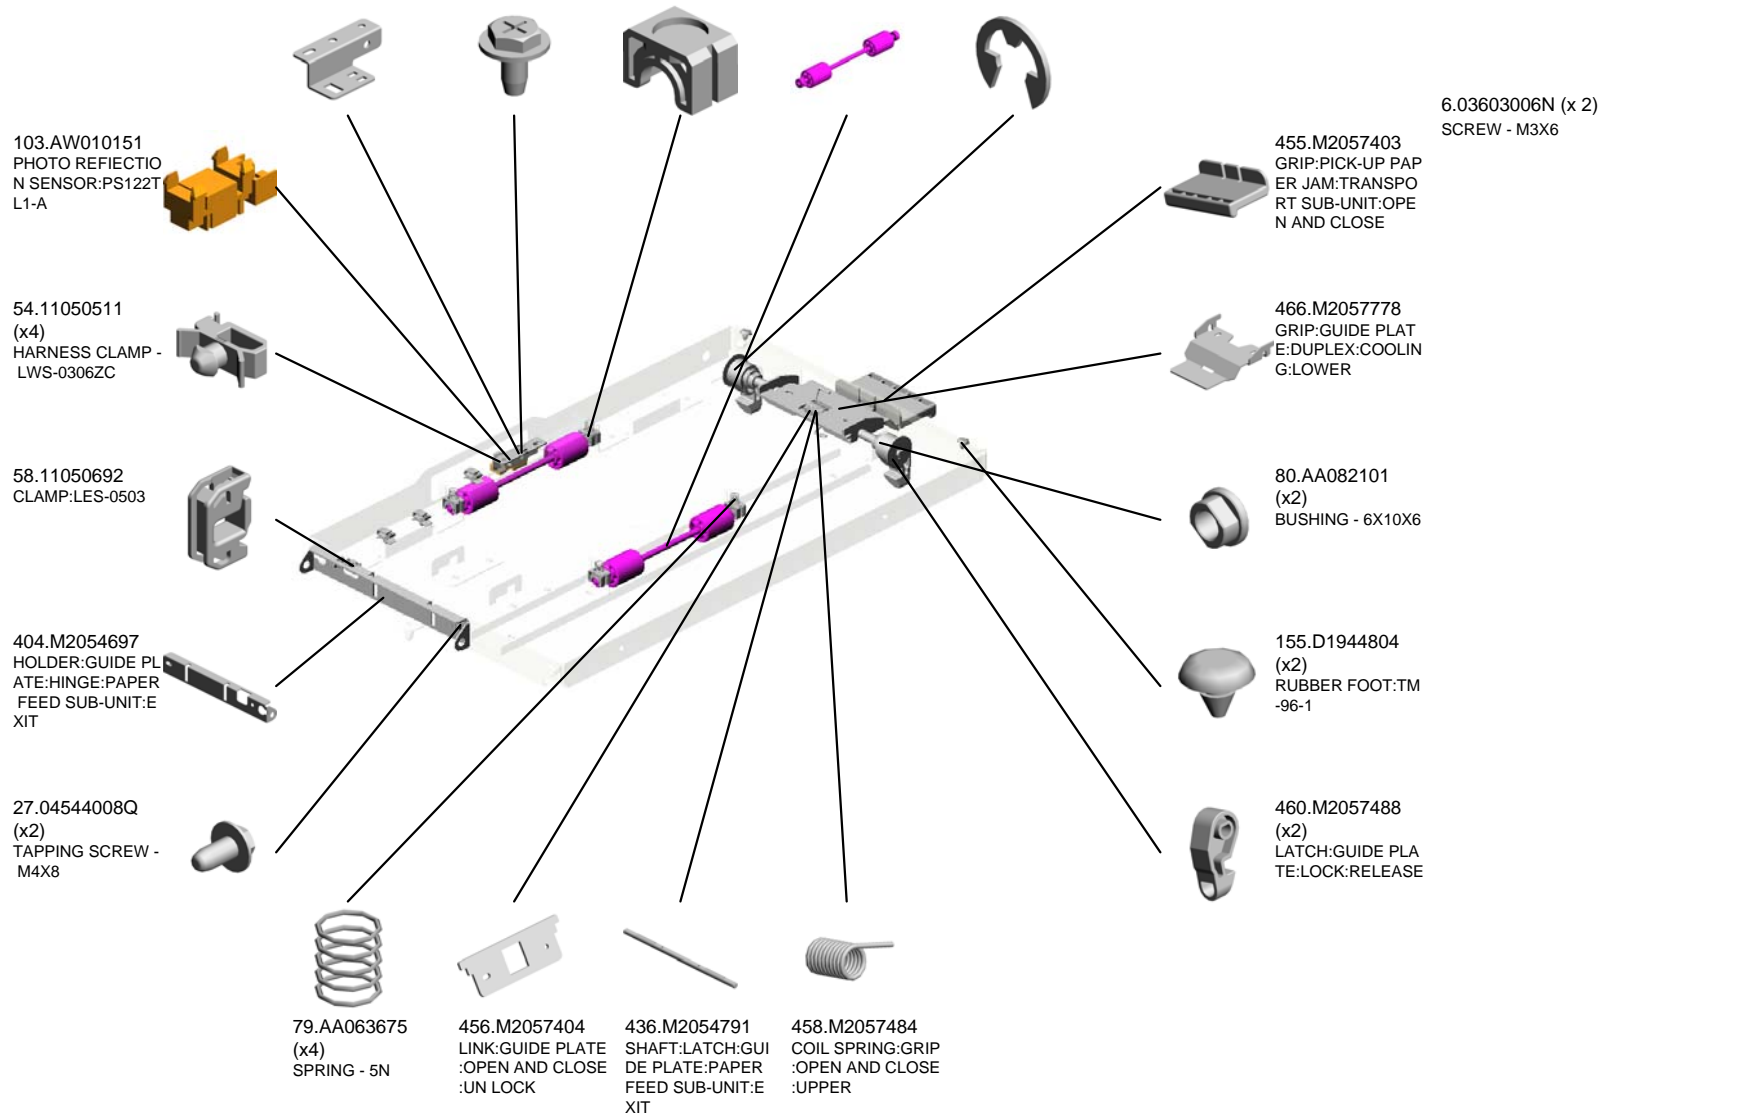 6.03603006N (x 2)
SCREW - M3X6
103.AW010151
PHOTO REFIECTIO
N SENSOR:PS122T
L1-A
455.M2057403
GRIP:PICK-UP PAP
ER JAM:TRANSPO
RT SUB-UNIT:OPE
N AND CLOSE
54.11050511
(x4)
HARNESS CLAMP -
LWS-0306ZC
466.M2057778
GRIP:GUIDE PLAT
E:DUPLEX:COOLIN
G:LOWER
58.11050692
CLAMP:LES-0503
80.AA082101
(x2)
BUSHING - 6X10X6
404.M2054697
HOLDER:GUIDE PL
ATE:HINGE:PAPER
FEED SUB-UNIT:E
XIT
155.D1944804
(x2)
RUBBER FOOT:TM
-96-1
27.04544008Q
(x2)
TAPPING SCREW -
M4X8
460.M2057488
(x2)
LATCH:GUIDE PLA
TE:LOCK:RELEASE
79.AA063675
(x4)
SPRING - 5N
456.M2057404
LINK:GUIDE PLATE
:OPEN AND CLOSE
:UN LOCK
436.M2054791
SHAFT:LATCH:GUI
DE PLATE:PAPER
FEED SUB-UNIT:E
XIT
458.M2057484
COIL SPRING:GRIP
:OPEN AND CLOSE
:UPPER